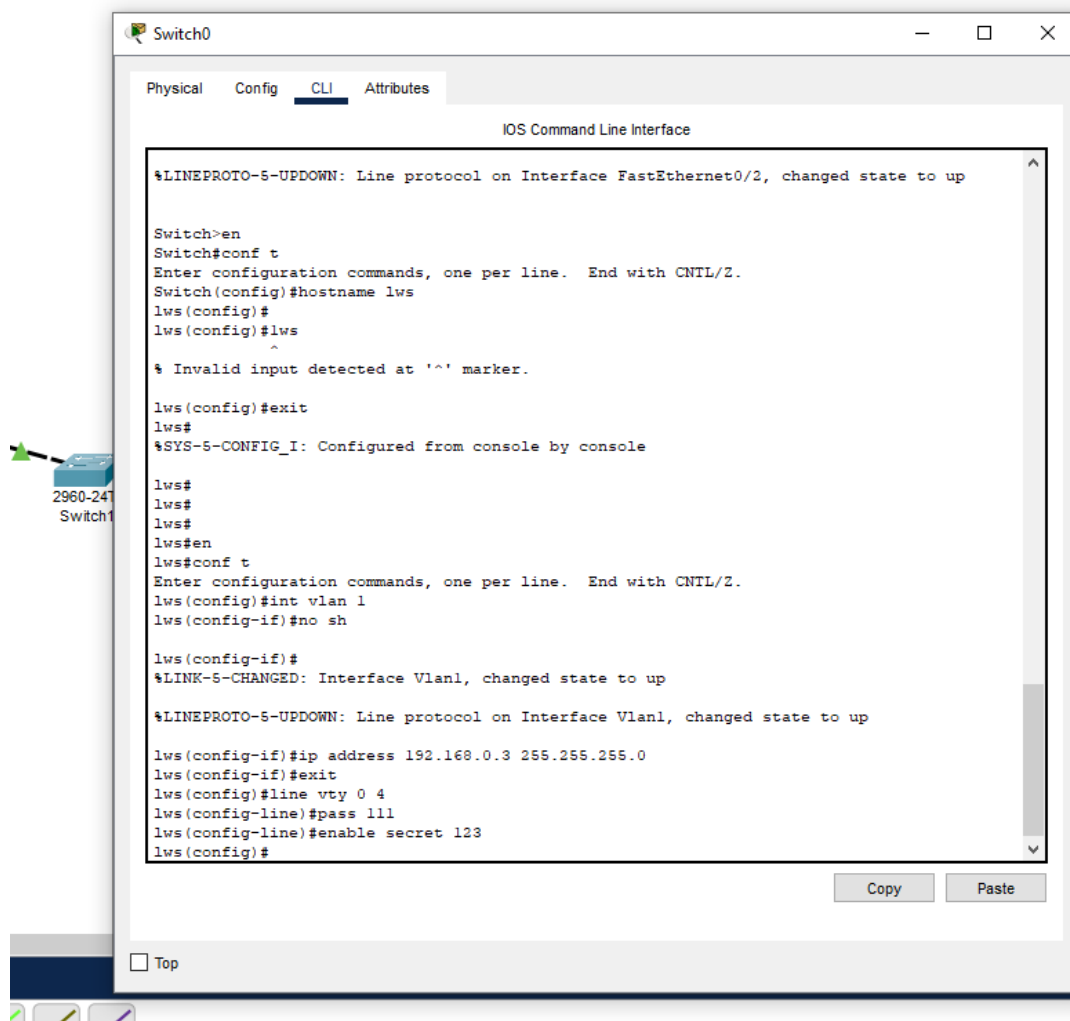 Switch0
Physical Config CLI Attributes
IOS Command Line Interface
%LINEPROTO-5-UPDOWN: Line protocol on Interface FastEthernet0/2, changed state to up
Switch>en
Switch#conf t
Enter configuration commands, one per line.  End with CNTL/Z.
Switch(config)#hostname lws
lws(config)#
lws(config)#lws
^
% Invalid input detected at '^' marker.
lws(config)#exit
lws#
%SYS-5-CONFIG_I: Configured from console by console
lws#
lws#
lws#
lws#en
lws#conf t
Enter configuration commands, one per line.  End with CNTL/Z.
lws(config)#int vlan 1
lws(config-if)#no sh
lws(config-if)#
%LINK-5-CHANGED: Interface Vlan1, changed state to up
%LINEPROTO-5-UPDOWN: Line protocol on Interface Vlan1, changed state to up
lws(config-if)#ip address 192.168.0.3 255.255.255.0
lws(config-if)#exit
lws(config)#line vty 0 4
lws(config-line)#pass 111
lws(config-line)#enable secret 123
lws(config)#
Copy Paste
Top
2960-24T
Switch1